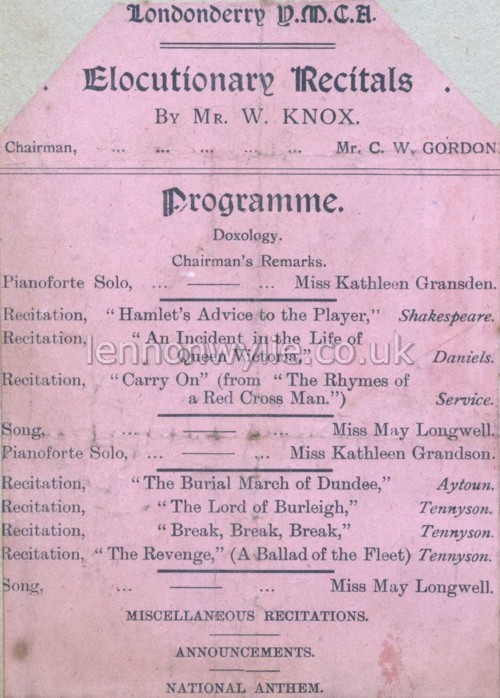 Londonderry Y.M.C.A.
Elocutionary Recitals
BY MR. W. KNOX.
Chairman, ... ... ... ... ... Mr. C. W. GORDON.
Programme.
Doxology.
Chairman's Remarks.
Pianoforte Solo, ... ... Miss Kathleen Gransden.
Recitation, "Hamlet's Advice to the Player," Shakespeare.
Recitation, "An Incident in the Life of
Queen Victoria," Daniels.
lennonwylie.co.uk
Recitation, "Carry On" (from "The Rhymes of
a Red Cross Man.") Service.
Song, ... ... Miss May Longwell.
Pianoforte Solo, ... ... Miss Kathleen Grandson.
Recitation, "The Burial March of Dundee," Aytoun.
Recitation, "The Lord of Burleigh," Tennyson.
Recitation, "Break, Break, Break," Tennyson.
Recitation, "The Revenge," (A Ballad of the Fleet) Tennyson.
Song, ... ... Miss May Longwell.
MISCELLANEOUS RECITATIONS.
ANNOUNCEMENTS.
NATIONAL ANTHEM.